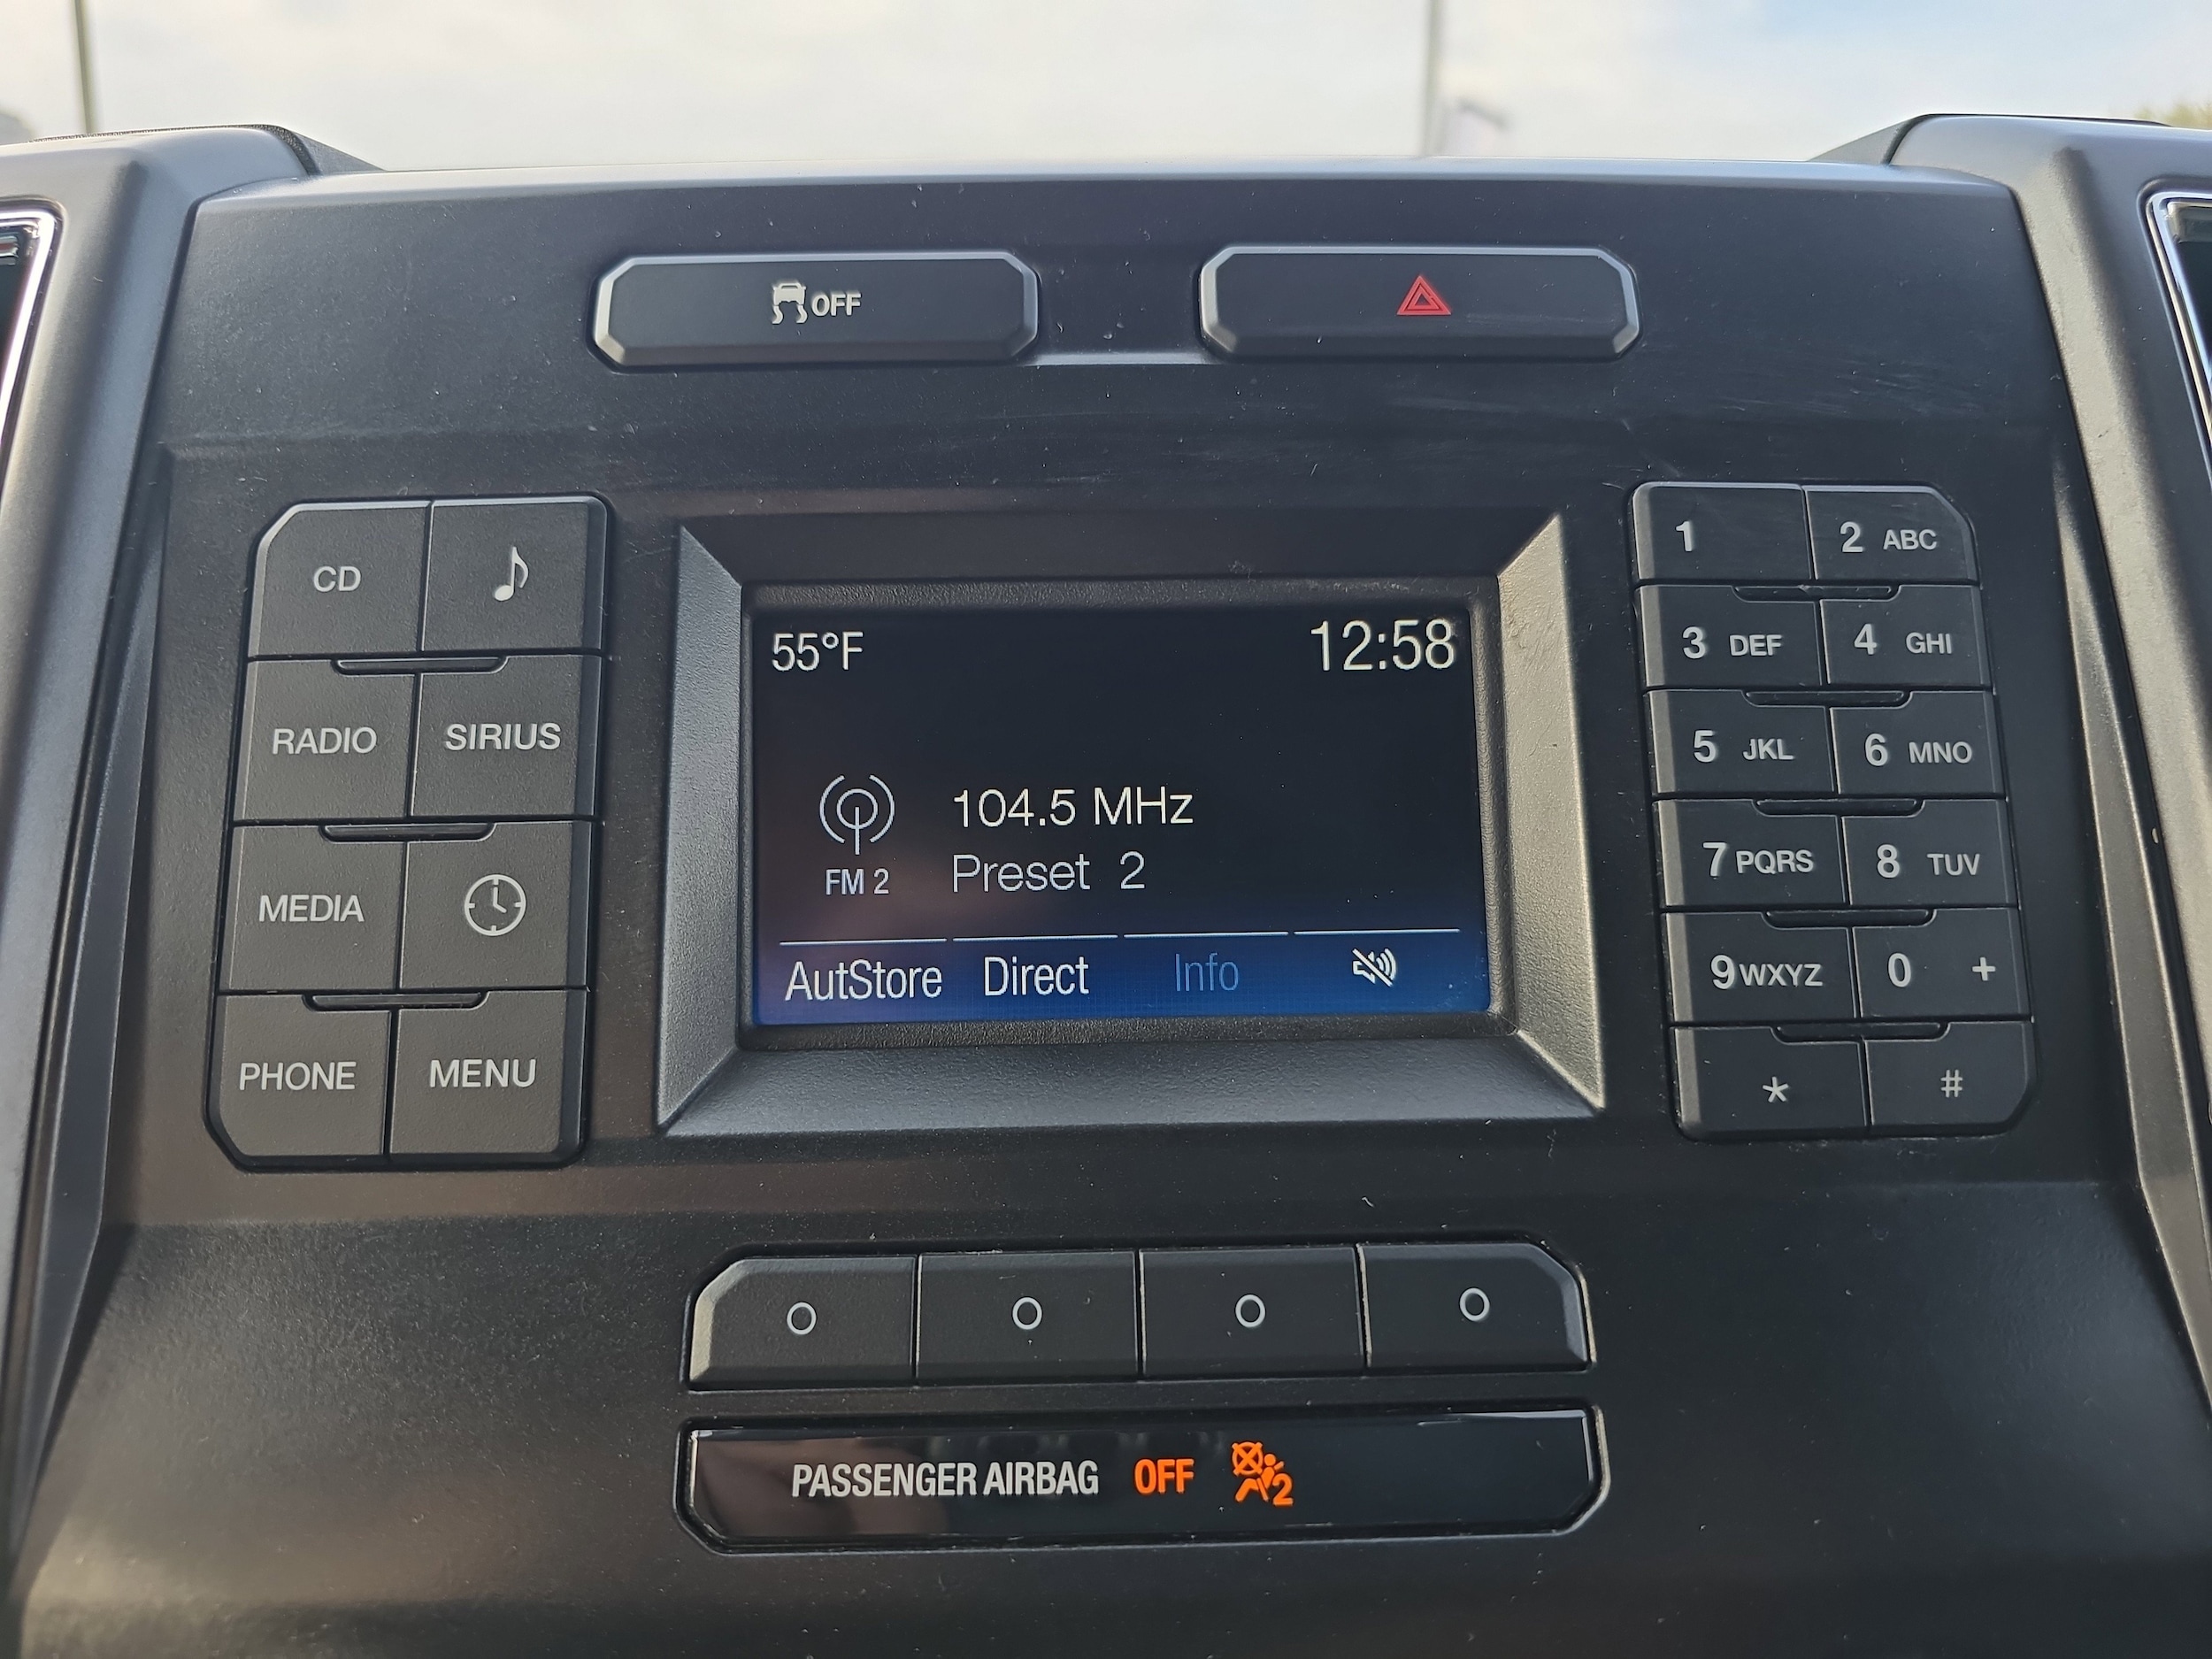 OFF
CD
RADIO SIRIUS
MEDIA
PHONE MENU
55°F 12:58
104.5 MHz
FM 2 Preset 2
AutStore Direct Info
1 2 ABC
3 DEF 4 GHI
5 JKL 6 MNO
7 PQRS 8 TUV
9 WXYZ 0 +
* #
PASSENGER AIRBAG OFF 2